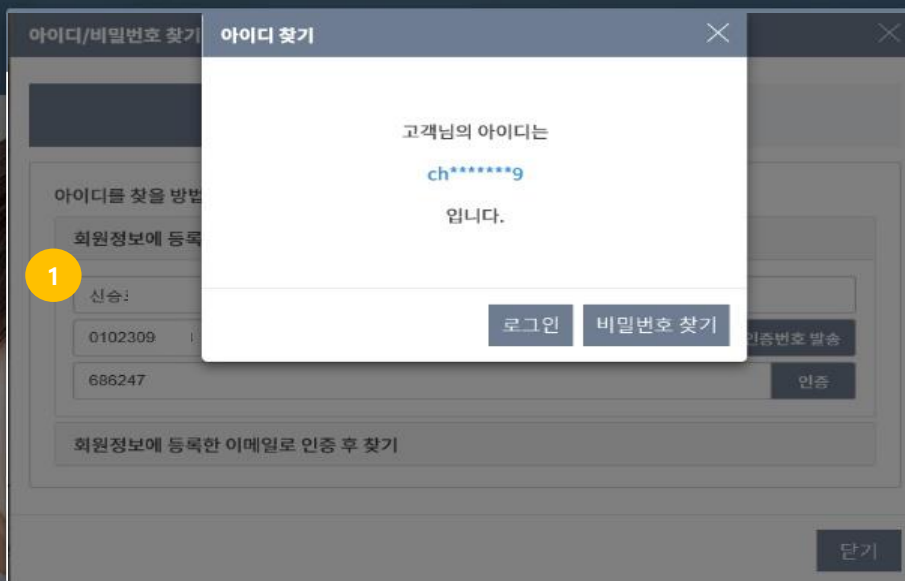 아이디/비밀번호 찾기
아이디 찾기
고객님의 아이디는
ch*******9
입니다.
로그인
비밀번호 찾기
아이디를 찾을 방법
회원정보에 등록
1
신승
0102309
인증번호 발송
686247
인증
회원정보에 등록한 이메일로 인증 후 찾기
닫기